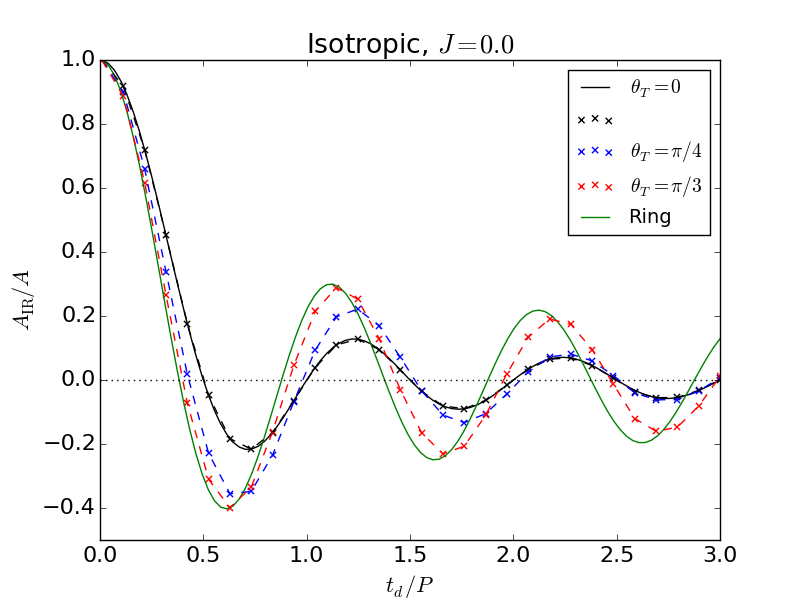 Isotropic, J=0.0
A_IR/A
1.0
0.8
0.6
0.4
0.2
0.0
−0.2
−0.4
0.0 0.5 1.0 1.5 2.0 2.5 3.0
t_d/P
θ_T=0
θ_T=π/4
θ_T=π/3
Ring